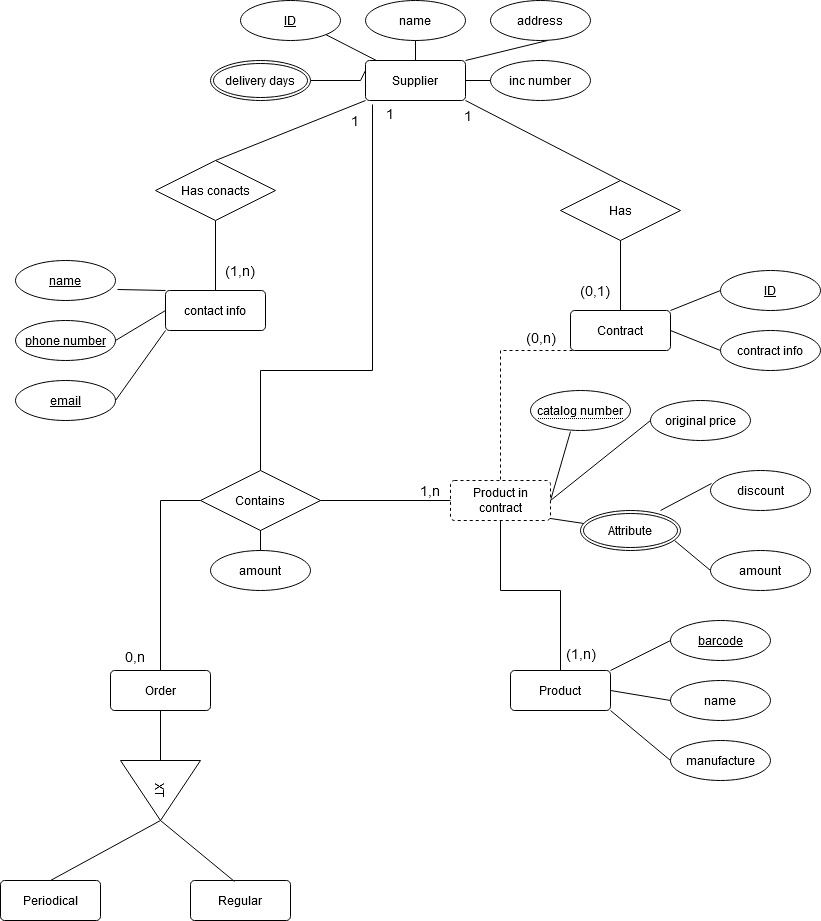 ID
name
address
delivery days
Supplier
inc number
1
1
1
Has conacts
Has
(1,n)
(0,1)
name
ID
contact info
Contract
phone number
(0,n)
contract info
email
catalog number
original price
1,n
Product in
contract
discount
Contains
Attribute
amount
amount
0,n
(1,n)
barcode
Order
Product
name
manufacture
XT
Periodical
Regular